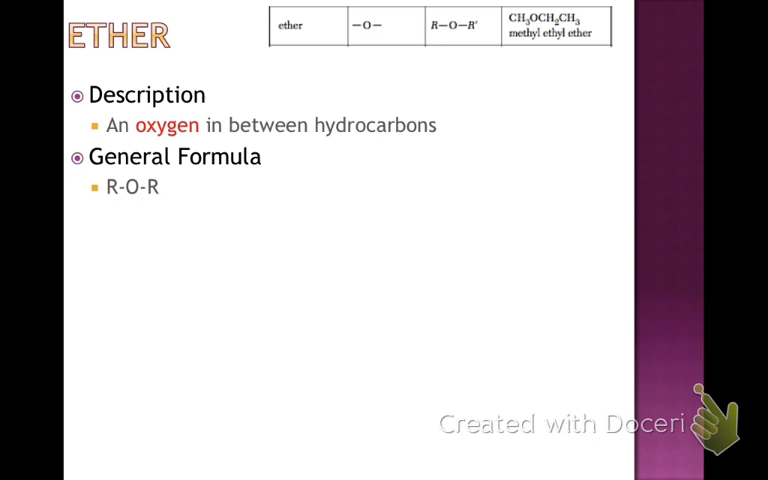 ETHER
ether —O— R—O—R' CH₃OCH₂CH₃
methyl ethyl ether
Description
An oxygen in between hydrocarbons
General Formula
R-O-R
Created with Doceri